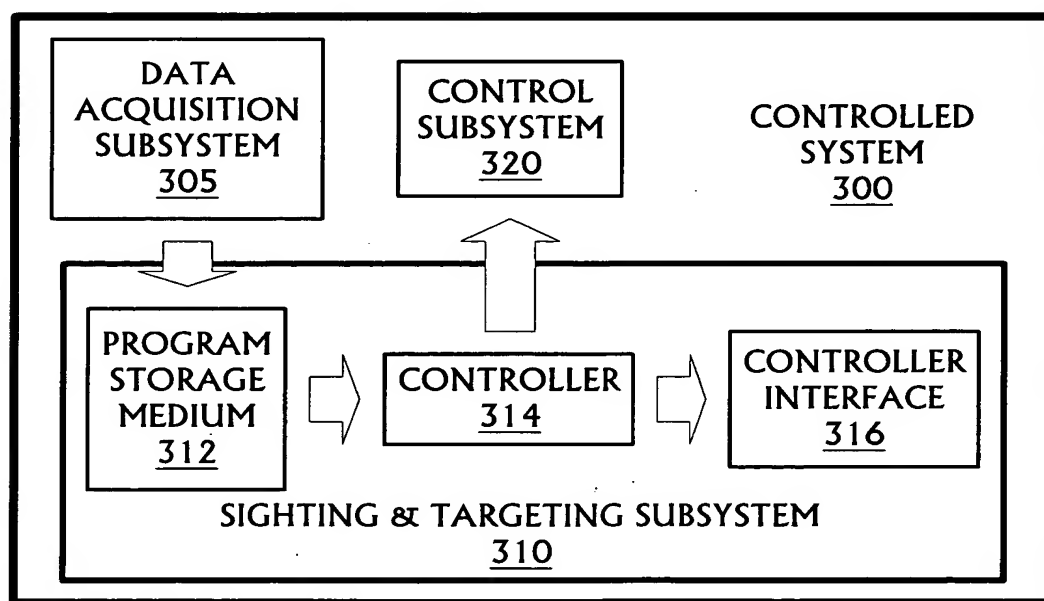 DATA
ACQUISITION
SUBSYSTEM
305
CONTROL
SUBSYSTEM
320
CONTROLLED
SYSTEM
300
PROGRAM
STORAGE
MEDIUM
312
CONTROLLER
314
CONTROLLER
INTERFACE
316
SIGHTING & TARGETING SUBSYSTEM
310